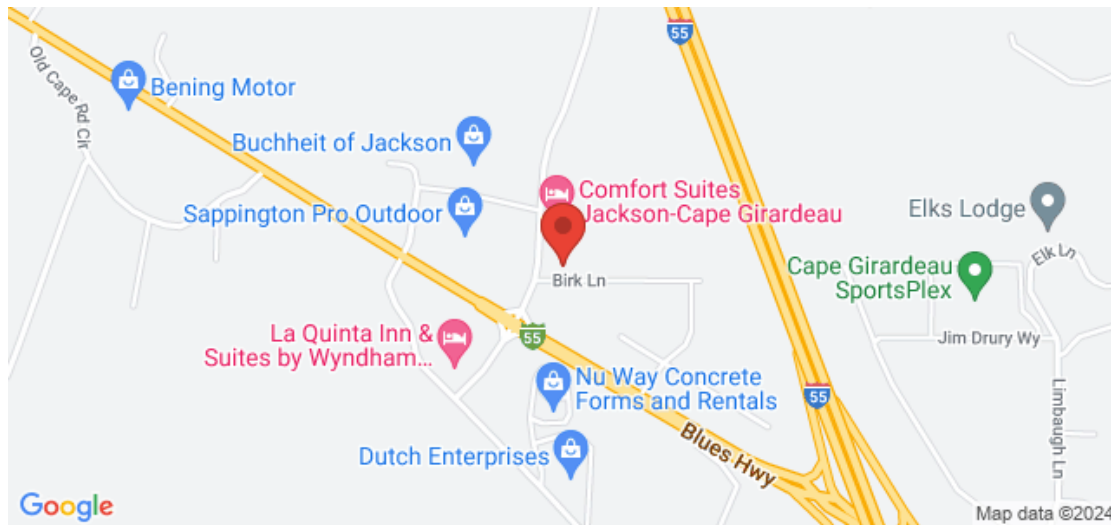 55
Old Cape Rd Cir
Bening Motor
Buchheit of Jackson
Comfort Suites
Jackson-Cape Girardeau
Sappington Pro Outdoor
Elks Lodge
Elk Ln
Cape Girardeau
SportsPlex
Birk Ln
55
La Quinta Inn &
Suites by Wyndham...
Jim Drury Wy
Nu Way Concrete
Forms and Rentals
55
Limbaugh Ln
Blues Hwy
Dutch Enterprises
Google
Map data ©2024